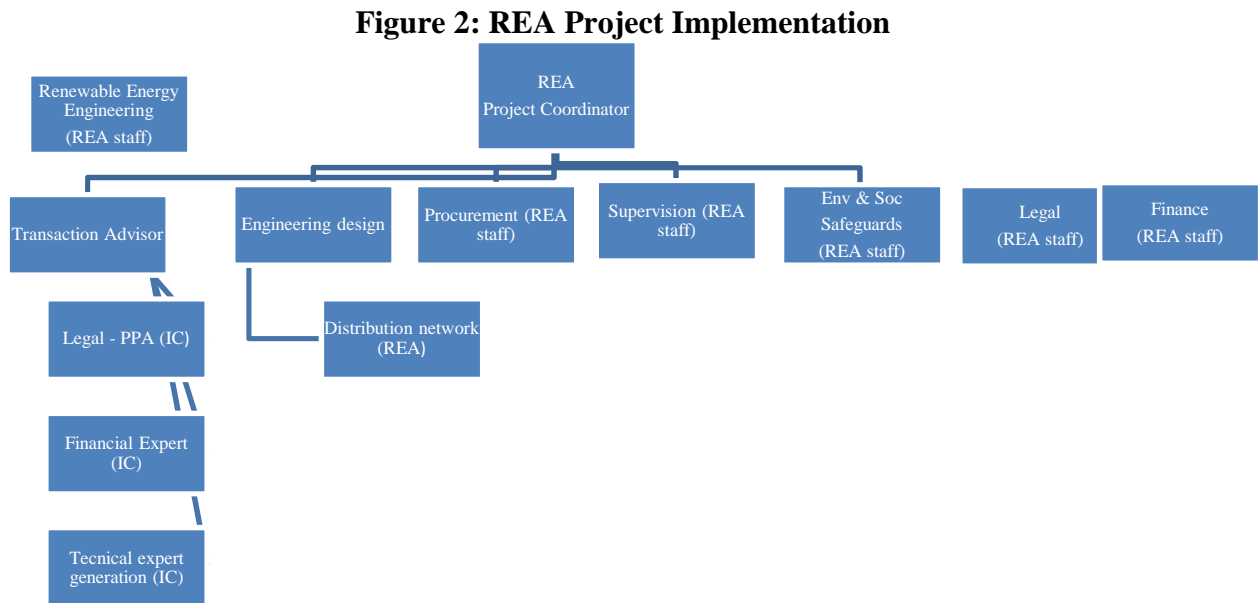 Figure 2: REA Project Implementation
REA
Project Coordinator
Renewable Energy
Engineering
(REA staff)
Transaction Advisor
Engineering design
Procurement (REA
staff)
Supervision (REA
staff)
Env & Soc
Safeguards
(REA staff)
Legal
(REA staff)
Finance
(REA staff)
Legal - PPA (IC)
Distribution network
(REA)
Financial Expert
(IC)
Tecnical expert
generation (IC)